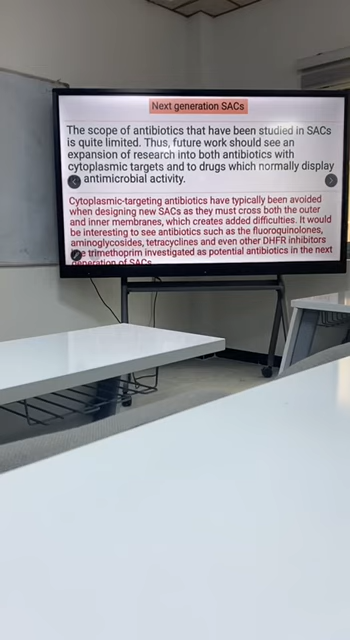 Next generation SACs
The scope of antibiotics that have been studied in SACs
is quite limited. Thus, future work should see an
expansion of research into both antibiotics with
cytoplasmic targets and to drugs which normally display
antimicrobial activity.
Cytoplasmic-targeting antibiotics have typically been avoided
when designing new SACs as they must cross both the outer
and inner membranes, which creates added difficulties. It would
be interesting to see antibiotics such as the fluoroquinolones,
aminoglycosides, tetracyclines and even other DHFR inhibitors
trimethoprim investigated as potential antibiotics in the next
generation of SACs